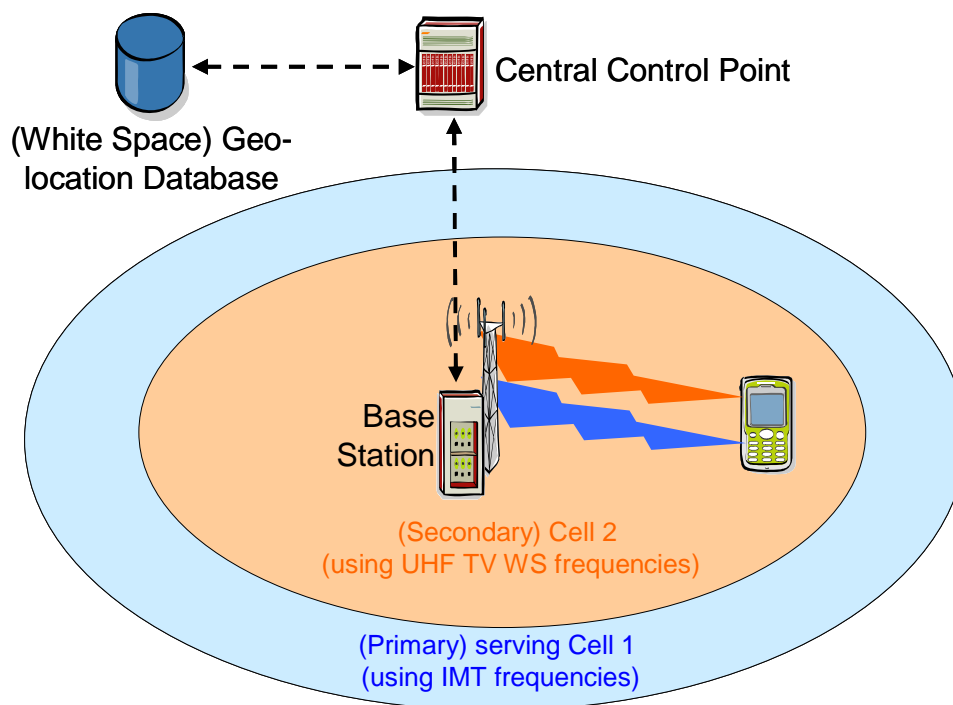 Central Control Point
(White Space) Geo-
location Database
Base
Station
(Secondary) Cell 2
(using UHF TV WS frequencies)
(Primary) serving Cell 1
(using IMT frequencies)